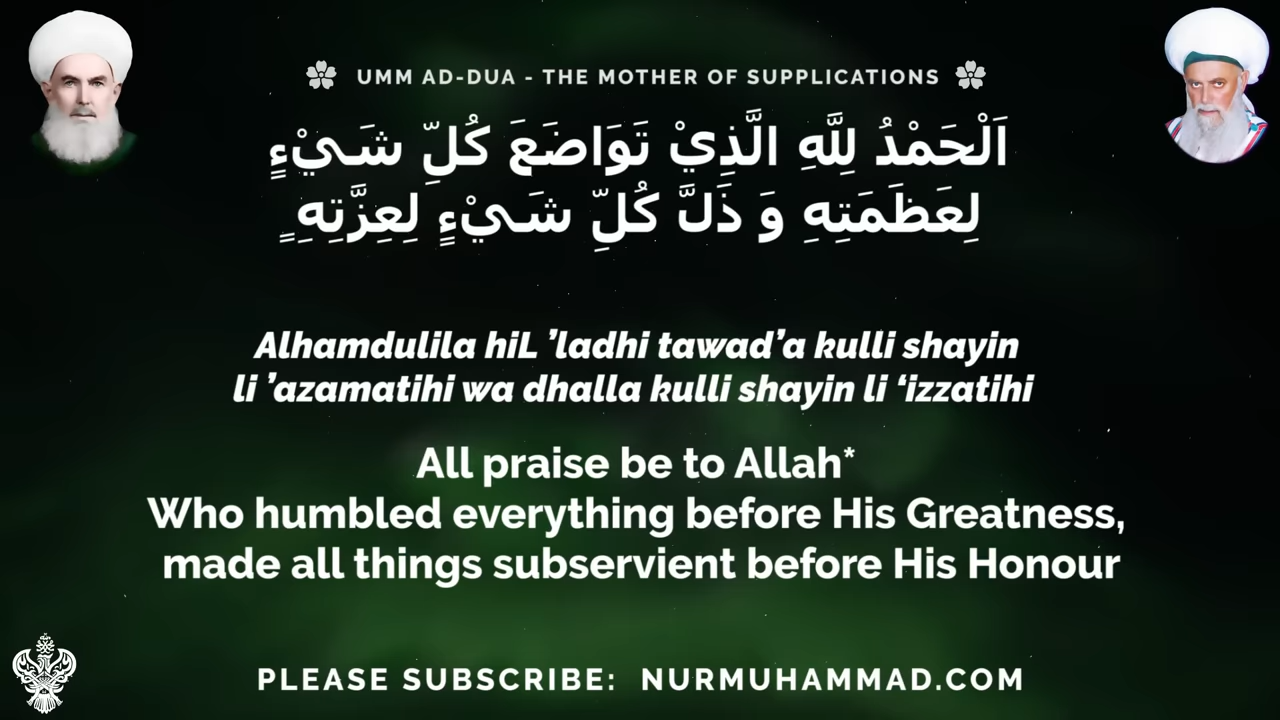 UMM AD-DUA - THE MOTHER OF SUPPLICATIONS
اَلْحَمْدُ لِلَّهِ الَّذِيْ تَوَاضَعَ كُلِّ شَيْءٍ
لِعَظَمَتِهِ وَ ذَلَّ كُلِّ شَيْءٍ لِعِزَّتِهِ ٍ
Alhamdulila hiL ’ladhi tawad’a kulli shayin
li ’azamatihi wa dhalla kulli shayin li ‘izzatihi
All praise be to Allah*
Who humbled everything before His Greatness,
made all things subservient before His Honour
PLEASE SUBSCRIBE: NURMUHAMMAD.COM